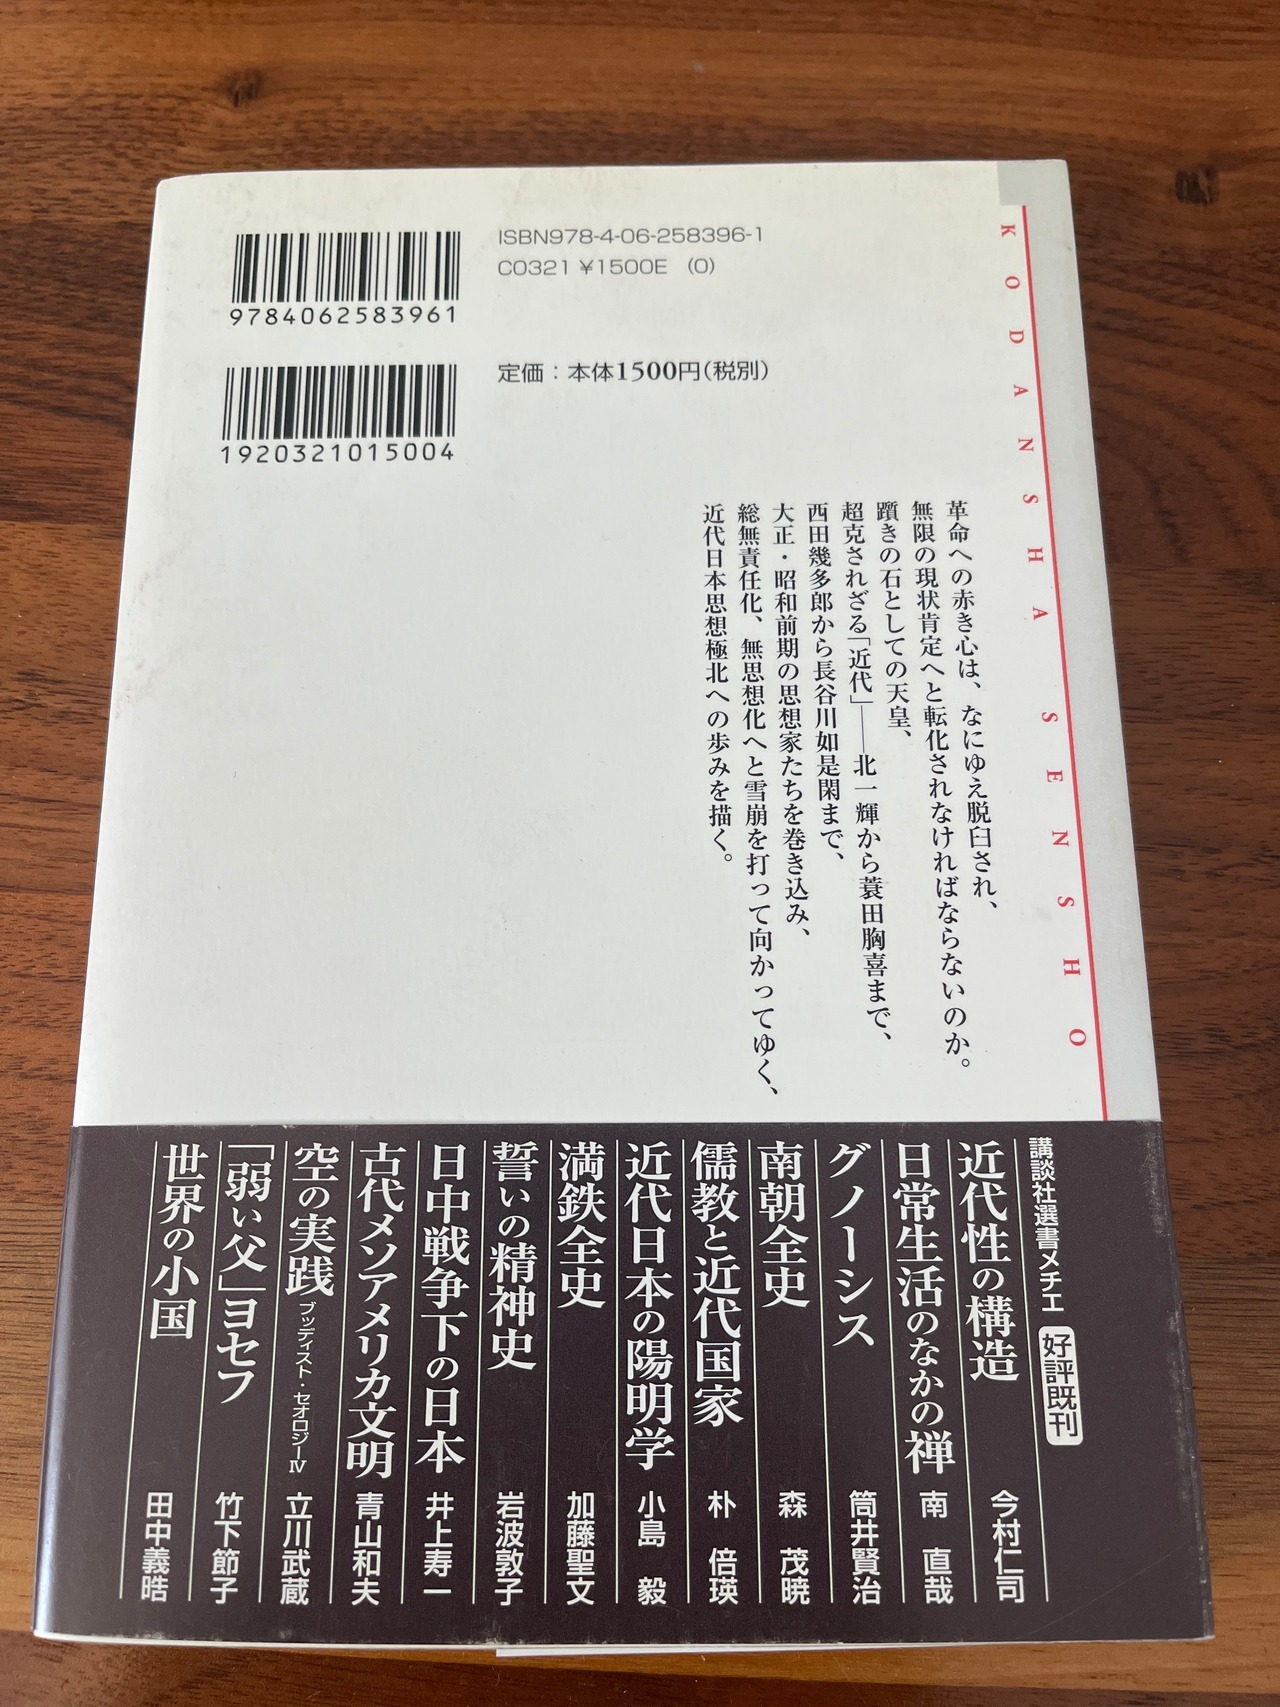 ISBN978-4-06-258396-1
C0321 ¥1500E (0)
9784062583961
定価：本体1500円（税別）
1920321015004
KODANSHA SENSHO
革命への赤き心は、なにゆえ脱臼され、
無限の現状肯定へと転化されなければならないのか。
躓きの石としての天皇、
超克されざる「近代」――北一輝から蓑田胸喜まで、
西田幾多郎から長谷川如是閑まで、
大正・昭和前期の思想家たちを巻き込み、
総無責任化、無思想化へと雪崩を打って向かってゆく、
近代日本思想極北への歩みを描く。
講談社選書メチエ 好評既刊
近代性の構造 今村仁司
日常生活のなかの禅 南 直哉
グノーシス 筒井賢治
南朝全史 森 茂暁
儒教と近代国家 朴 倍暎
近代日本の陽明学 小島 毅
満鉄全史 加藤聖文
誓いの精神史 岩波敦子
日中戦争下の日本 井上寿一
古代メソアメリカ文明 青山和夫
空の実践 ブッディスト・セオロジーⅣ 立川武蔵
「弱い父」ヨセフ 竹下節子
世界の小国 田中義晧